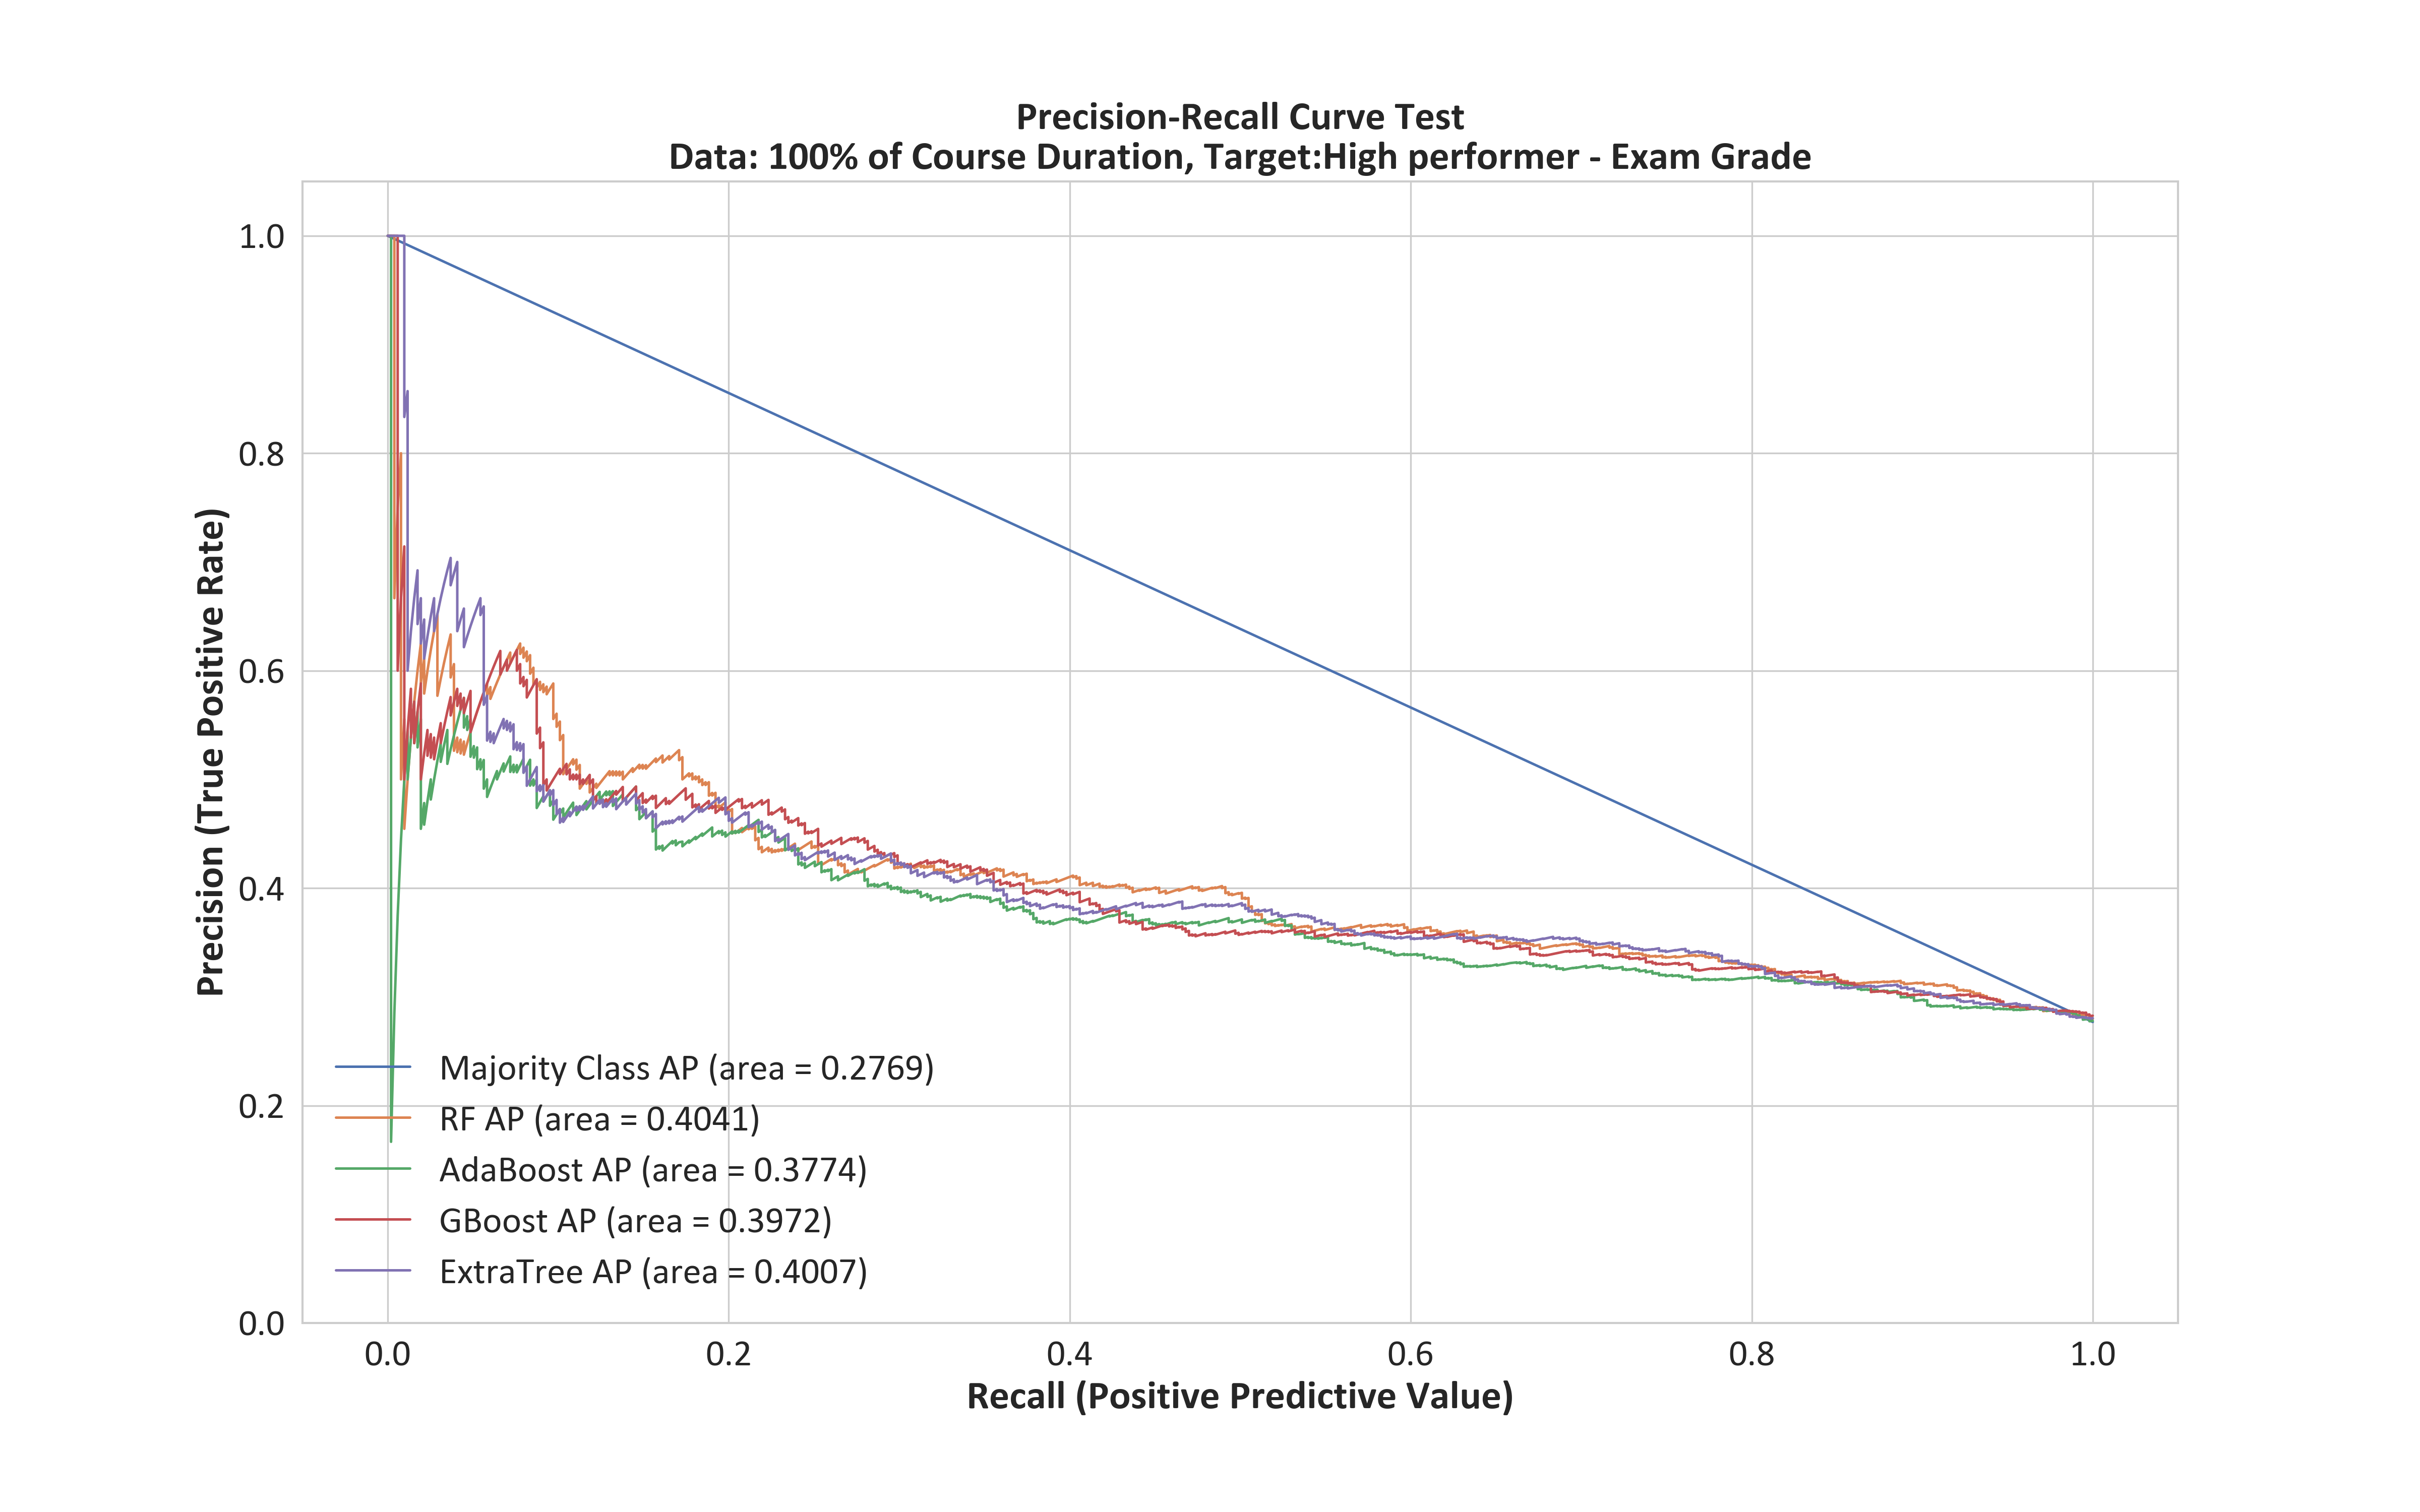 Precision-Recall Curve Test
Data: 100% of Course Duration, Target:High performer - Exam Grade
Precision (True Positive Rate)
1.0
0.8
0.6
0.4
0.2
0.0
Majority Class AP (area = 0.2769)
RF AP (area = 0.4041)
AdaBoost AP (area = 0.3774)
GBoost AP (area = 0.3972)
ExtraTree AP (area = 0.4007)
0.0 0.2 0.4 0.6 0.8 1.0
Recall (Positive Predictive Value)